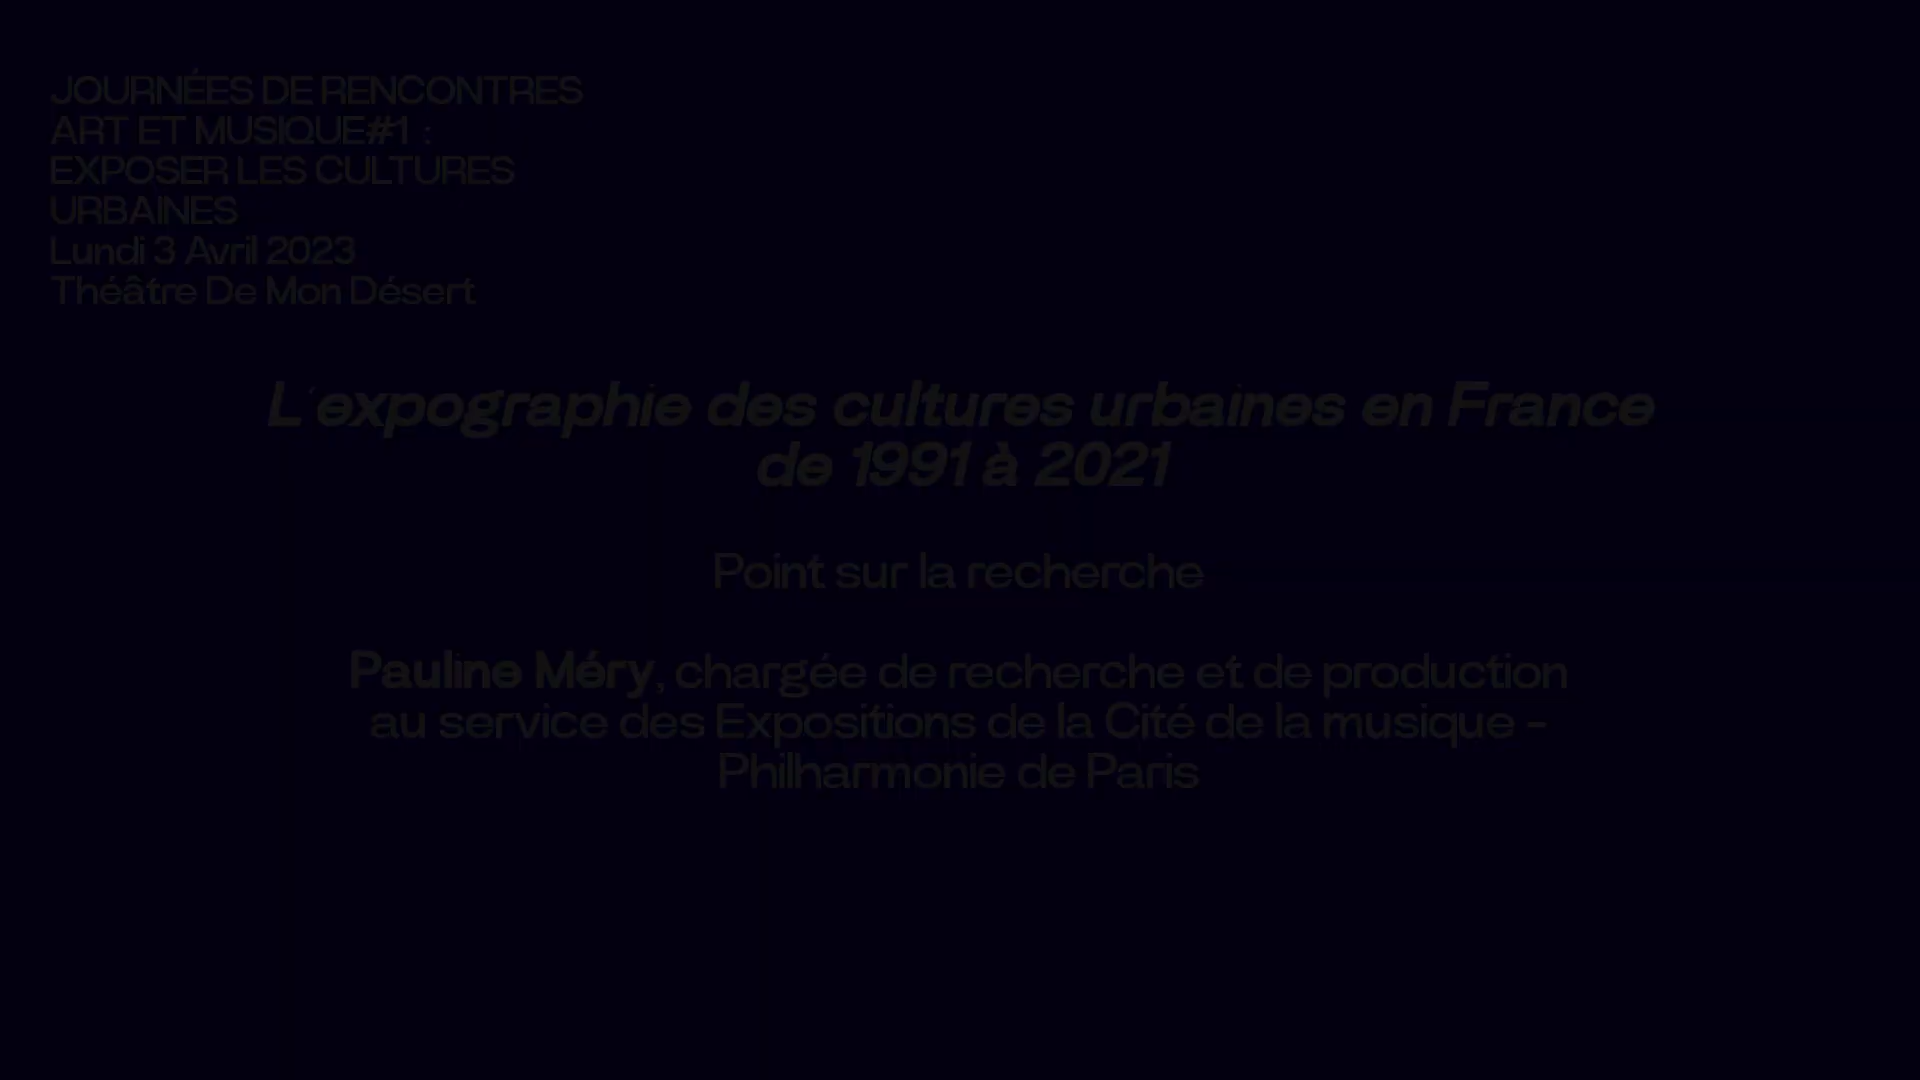 JOURNÉES DE RENCONTRES
ART ET MUSIQUE#1 :
EXPOSER LES CULTURES
URBAINES
Lundi 3 Avril 2023
Théâtre De Mon Désert
L'expographie des cultures urbaines en France
de 1991 à 2021
Point sur la recherche
Pauline Méry, chargée de recherche et de production
au service des Expositions de la Cité de la musique -
Philharmonie de Paris